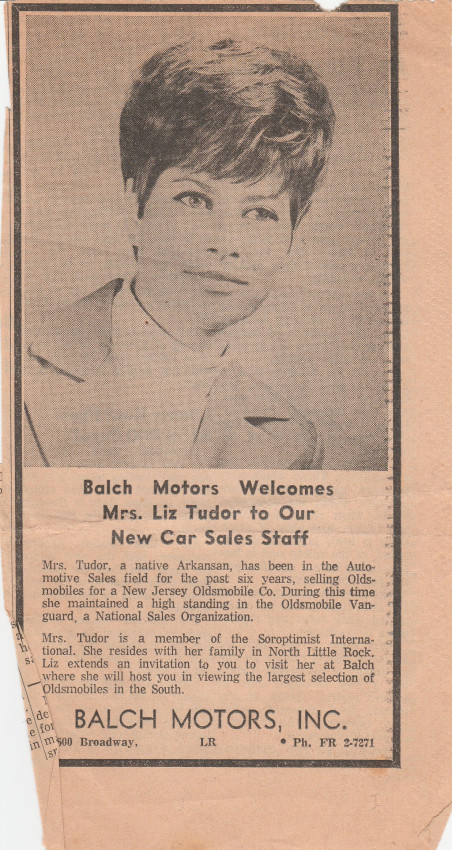 Balch Motors Welcomes
Mrs. Liz Tudor to Our
New Car Sales Staff
Mrs. Tudor, a native Arkansan, has been in the Auto-
motive Sales field for the past six years, selling Olds-
mobiles for a New Jersey Oldsmobile Co. During this time
she maintained a high standing in the Oldsmobile Van-
guard, a National Sales Organization.
Mrs. Tudor is a member of the Soroptimist Interna-
tional. She resides with her family in North Little Rock.
Liz extends an invitation to you to visit her at Balch
where she will host you in viewing the largest selection of
Oldsmobiles in the South.
BALCH MOTORS, INC.
Broadway, LR • Ph. FR 2-7271
de
for
in